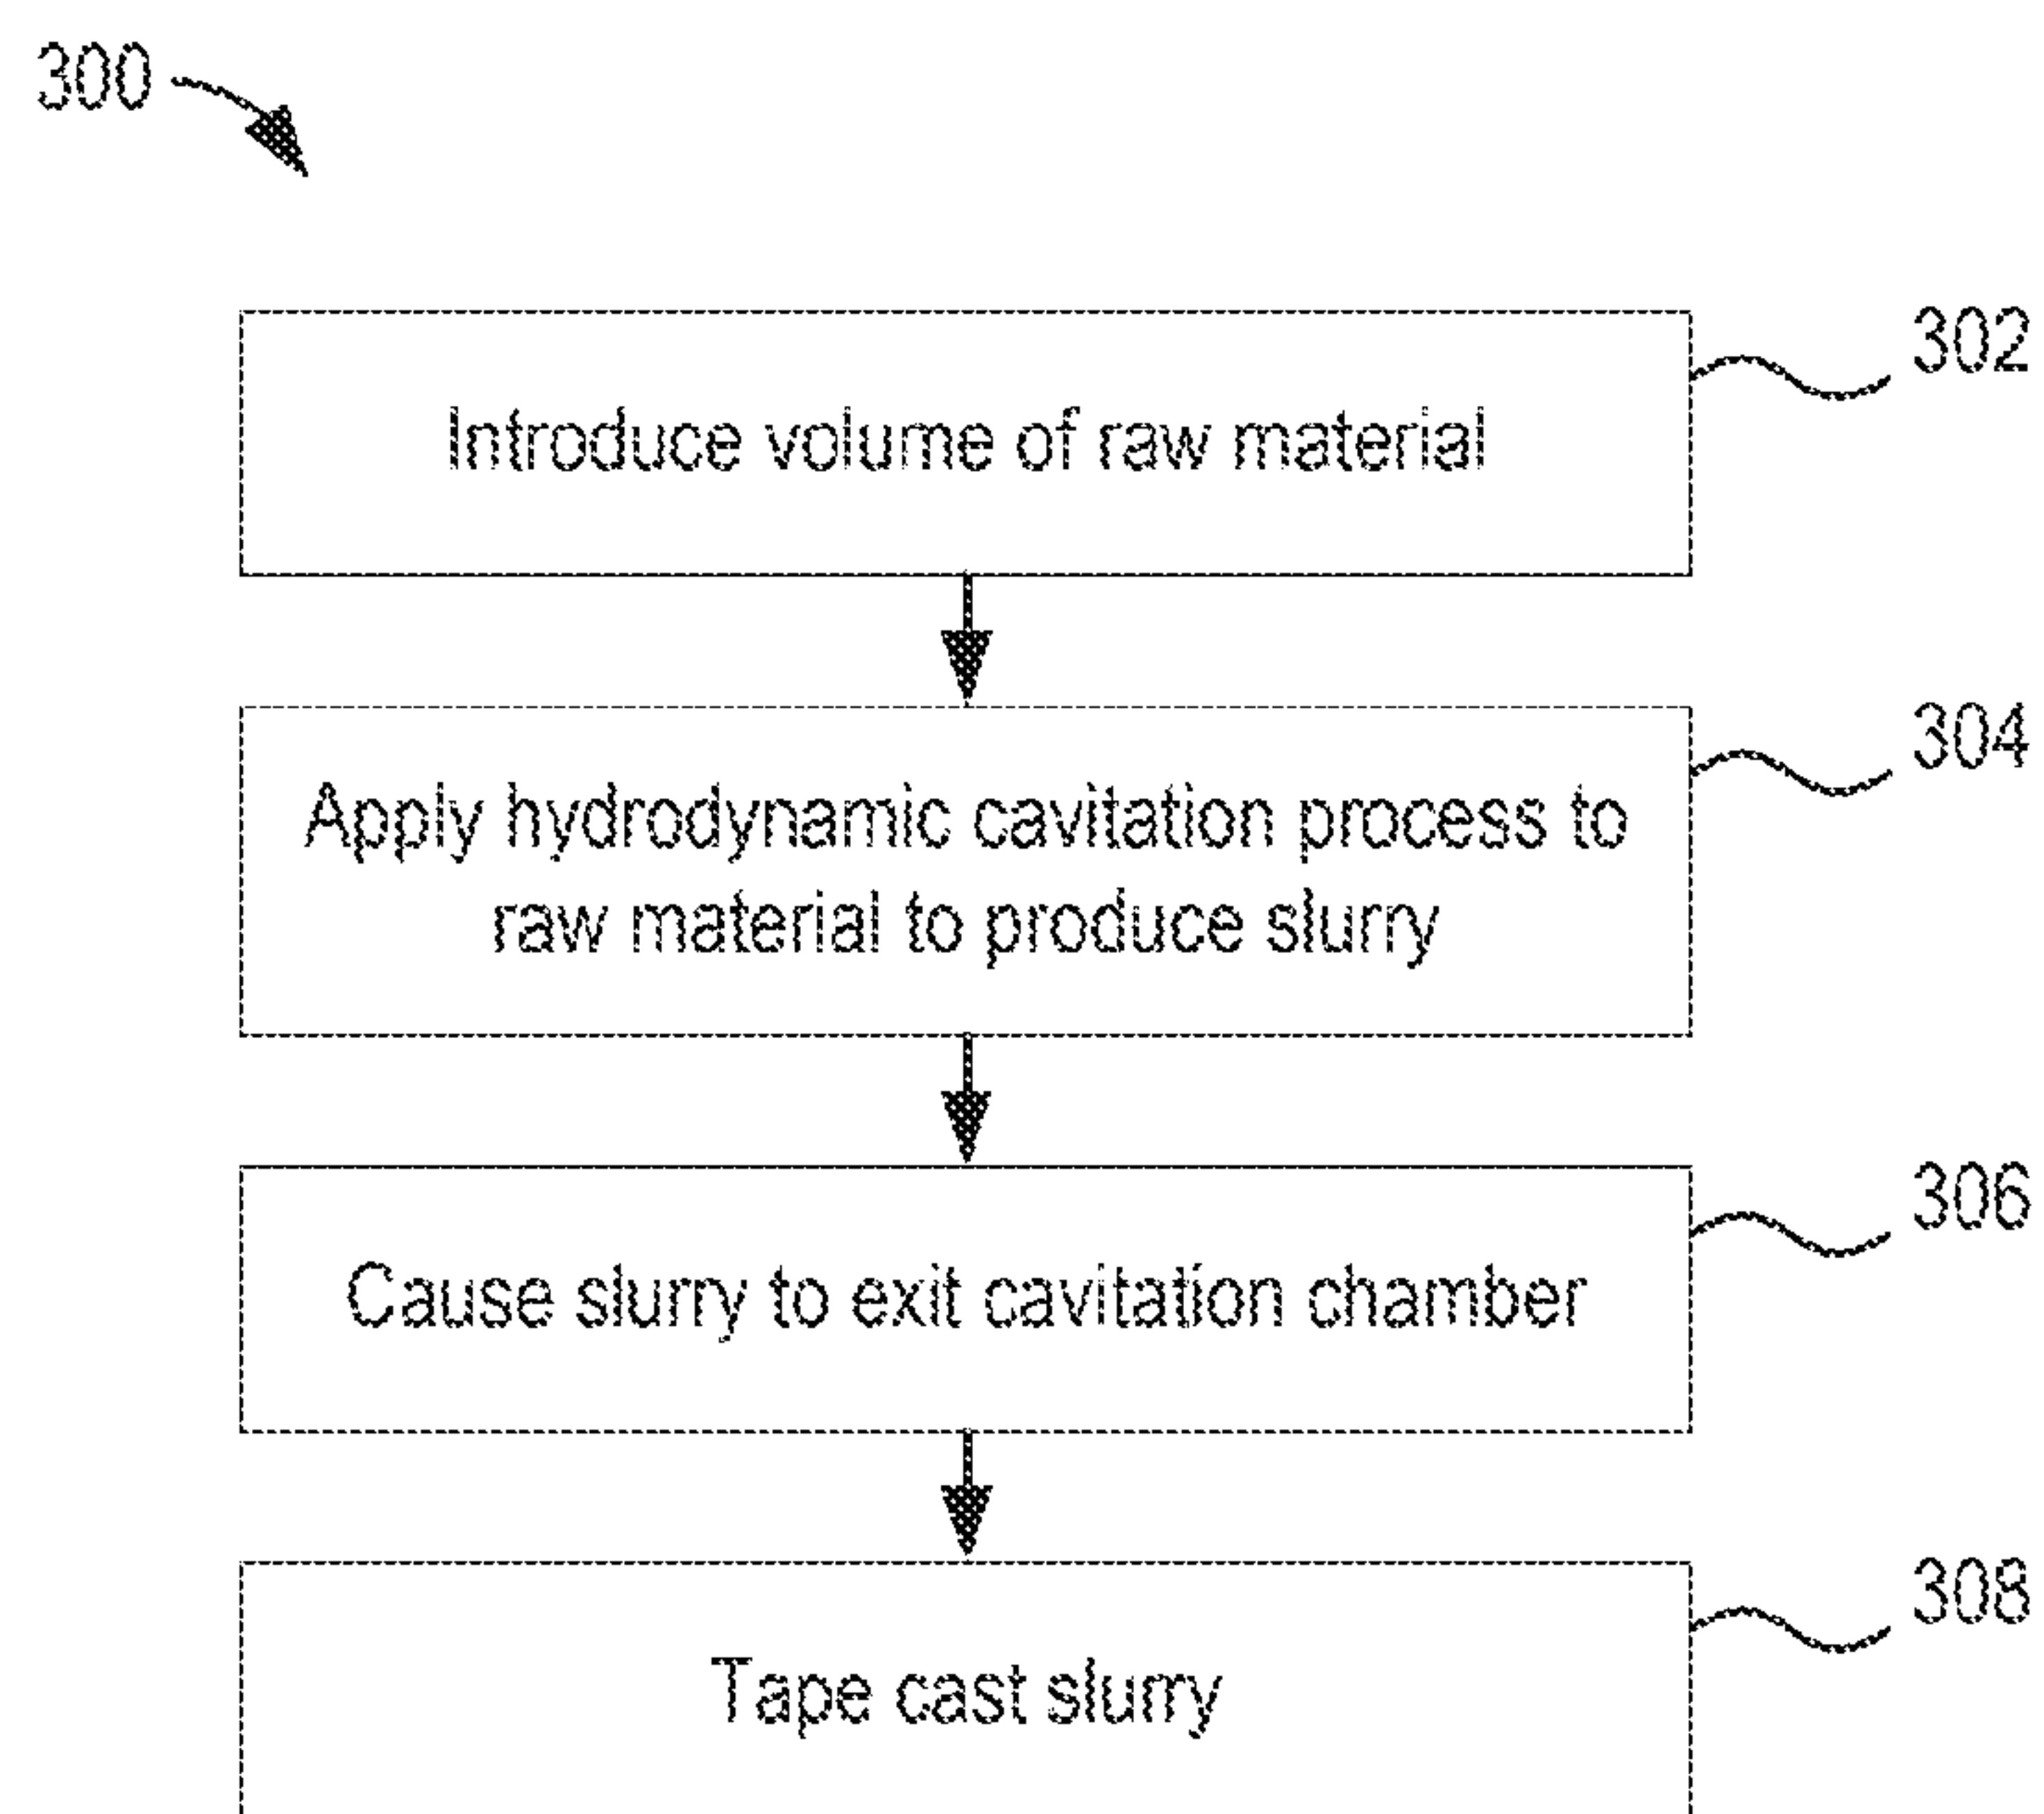 300
302
Introduce volume of raw material
304
Apply hydrodynamic cavitation process to
raw material to produce slurry
306
Cause slurry to exit cavitation chamber
308
Tape cast slurry